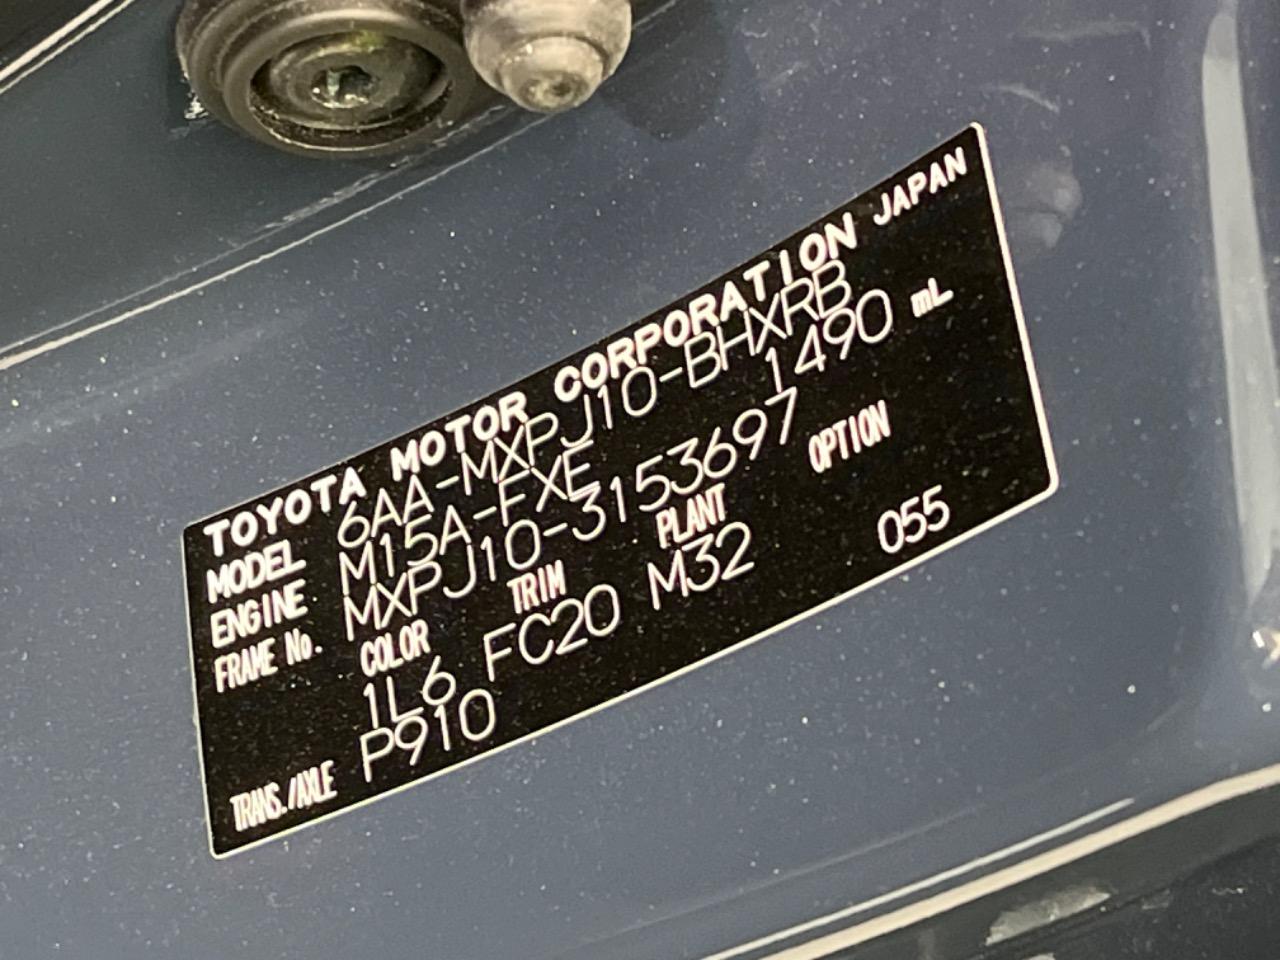 TOYOTA MOTOR CORPORATION JAPAN
MODEL 6AA-MXPJ10-BHXRB
ENGINE M15A-FXE 1490 mL
FRAME No. MXPJ10-3153697
COLOR TRIM PLANT OPTION
1L6 FC20 M32 055
TRANS./AXLE P910